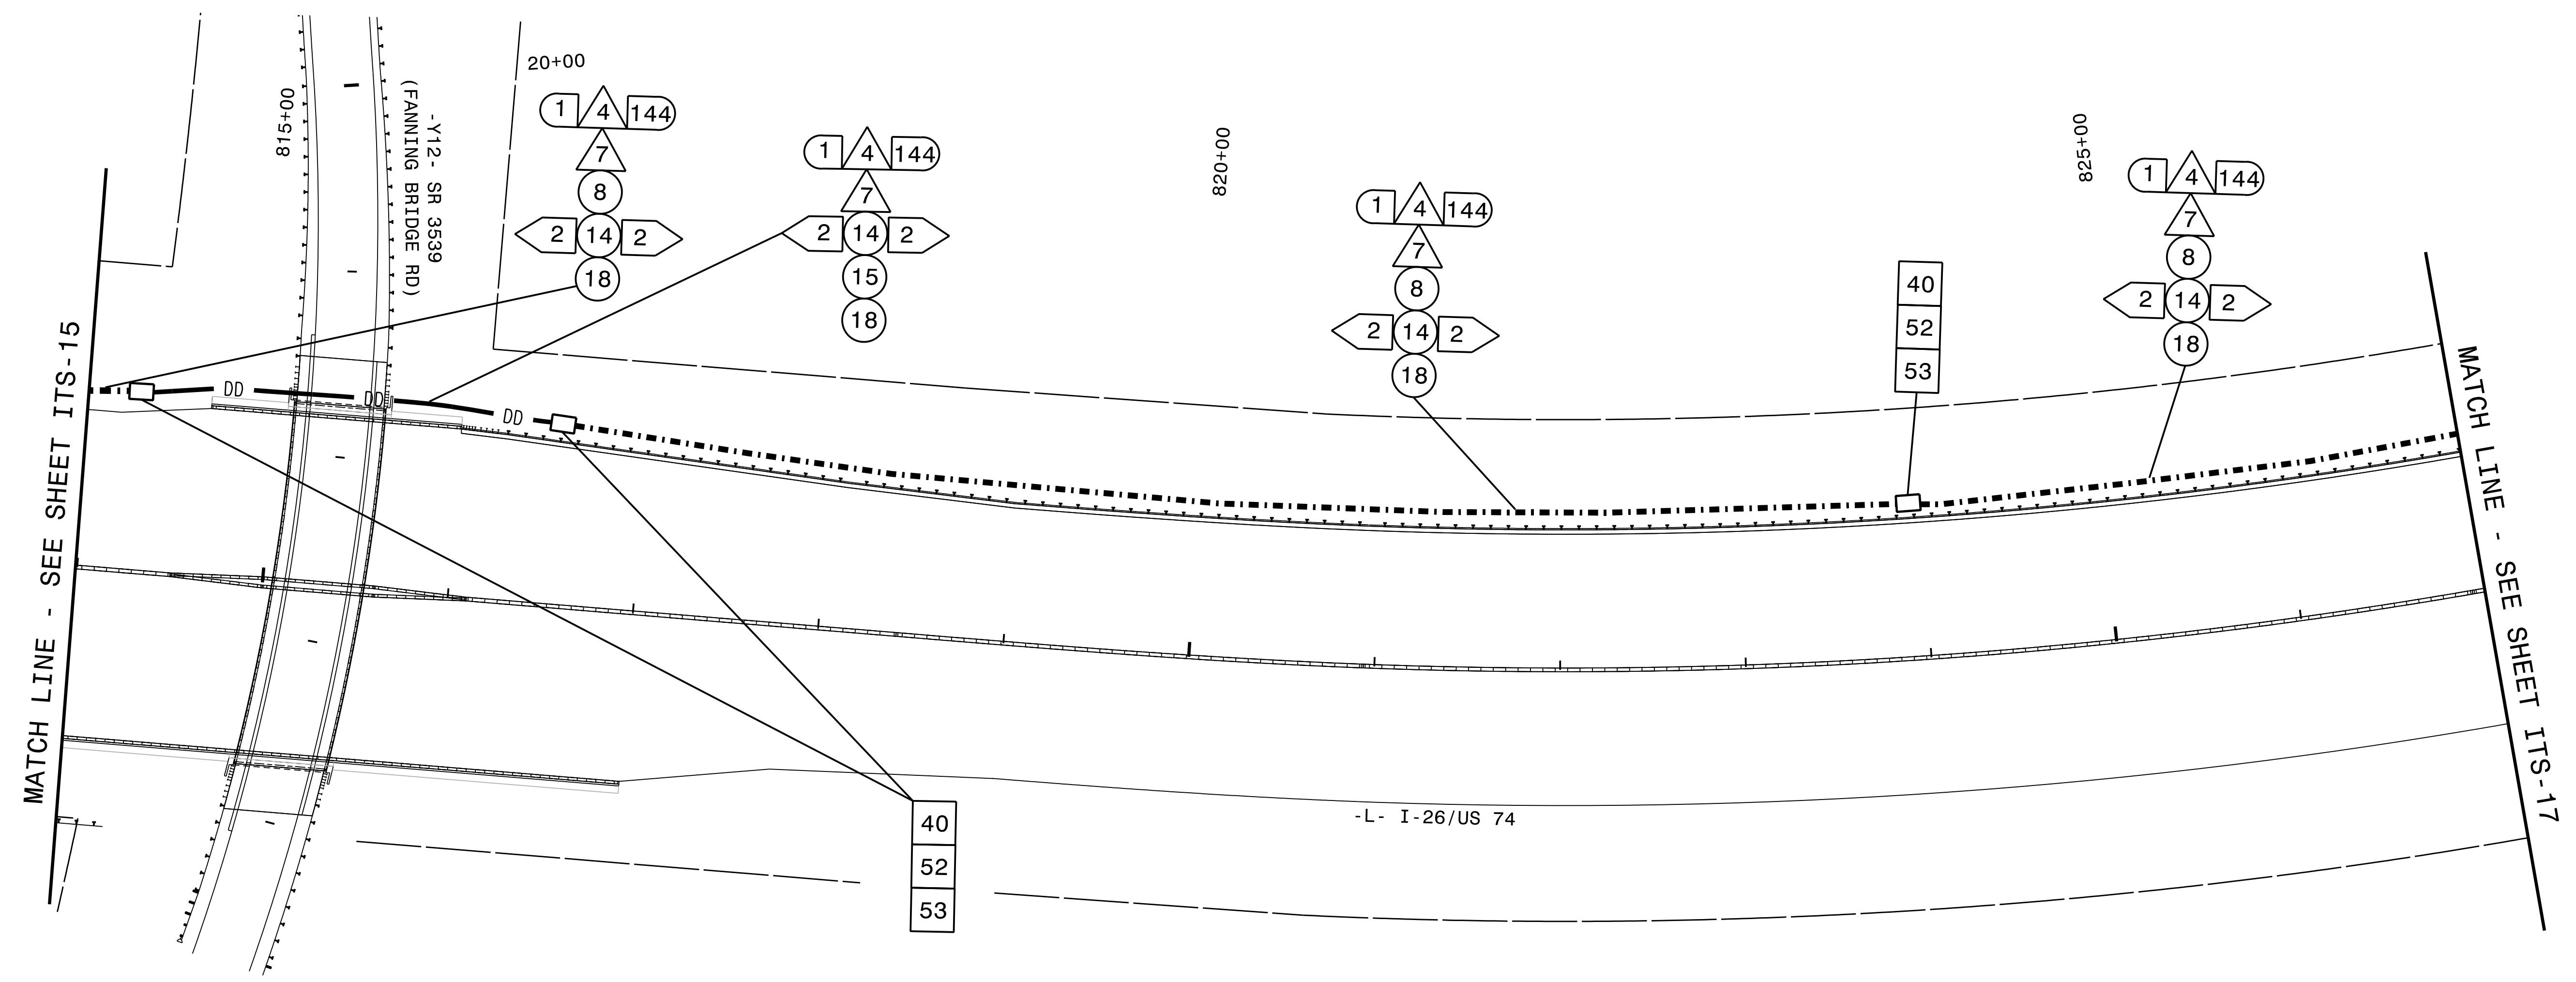 MATCH LINE - SEE SHEET ITS-15
815+00
-Y12- SR 3539
(FANNING BRIDGE RD)
20+00
1 4 144
7
8
2 14 2
18
1 4 144
7
2 14 2
15
18
820+00
1 4 144
7
8
2 14 2
18
40
52
53
825+00
1 4 144
7
8
2 14 2
18
DD
DD
DD
40
52
53
-L- I-26/US 74
MATCH LINE - SEE SHEET ITS-17